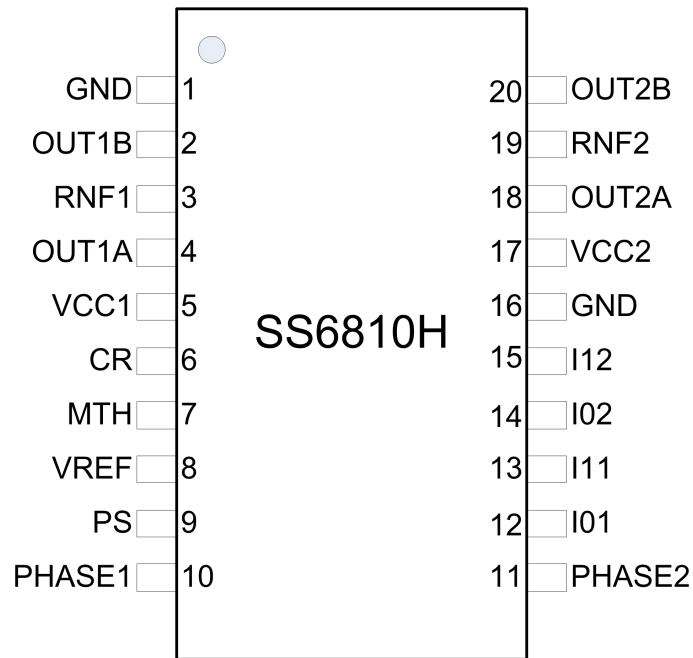 GND 1 20 OUT2B
OUT1B 2 19 RNF2
RNF1 3 18 OUT2A
OUT1A 4 17 VCC2
VCC1 5 16 GND
SS6810H
CR 6 15 I12
MTH 7 14 I02
VREF 8 13 I11
PS 9 12 I01
PHASE1 10 11 PHASE2